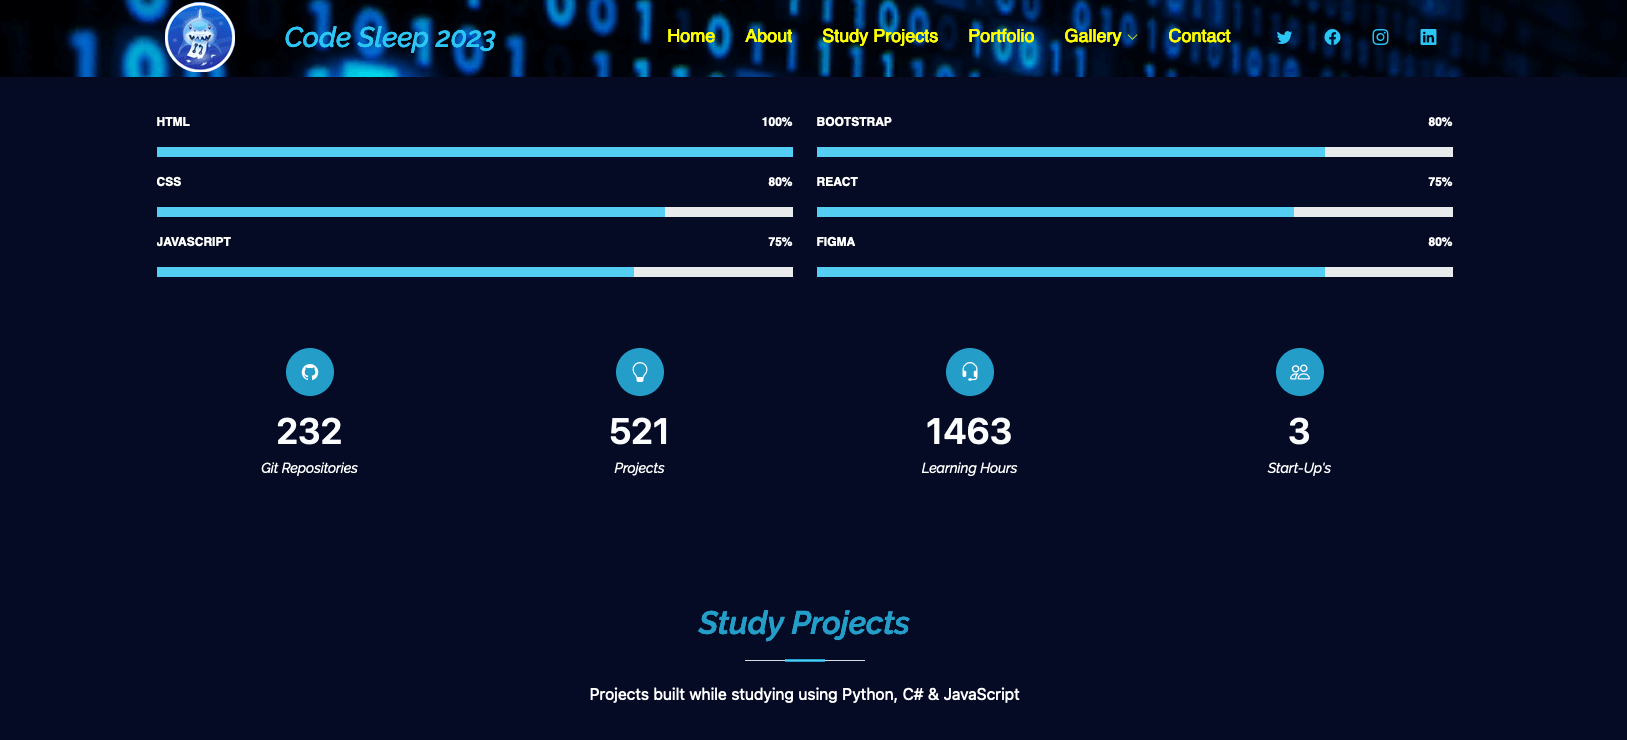 Code Sleep 2023
Home About Study Projects Portfolio Gallery Contact
HTML 100%
BOOTSTRAP 80%
CSS 80%
REACT 75%
JAVASCRIPT 75%
FIGMA 80%
232
Git Repositories
521
Projects
1463
Learning Hours
3
Start-Up's
Study Projects
Projects built while studying using Python, C# & JavaScript